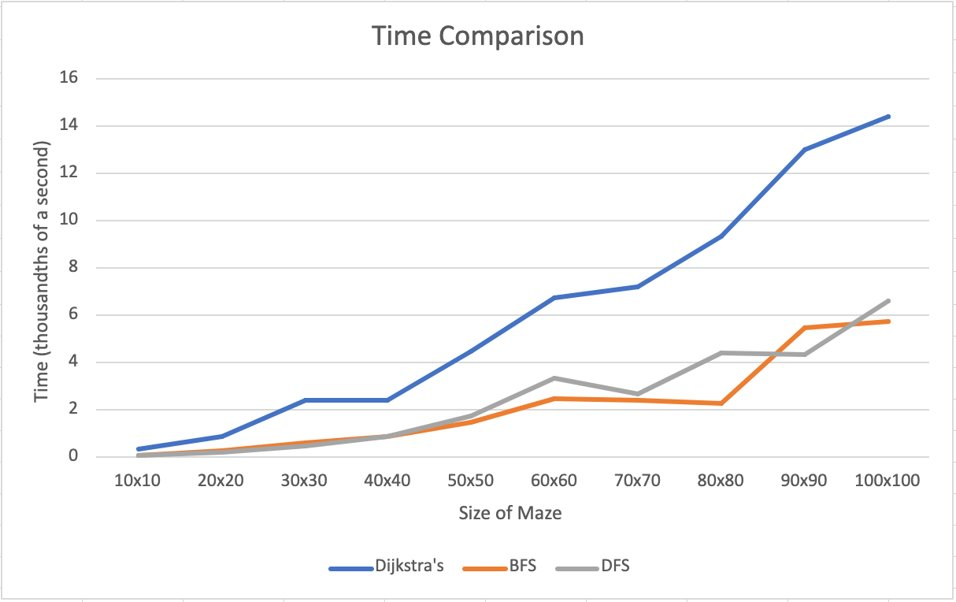 Time Comparison
16
14
12
10
8
6
4
2
0
Time (thousandths of a second)
10x10 20x20 30x30 40x40 50x50 60x60 70x70 80x80 90x90 100x100
Size of Maze
Dijkstra's BFS DFS